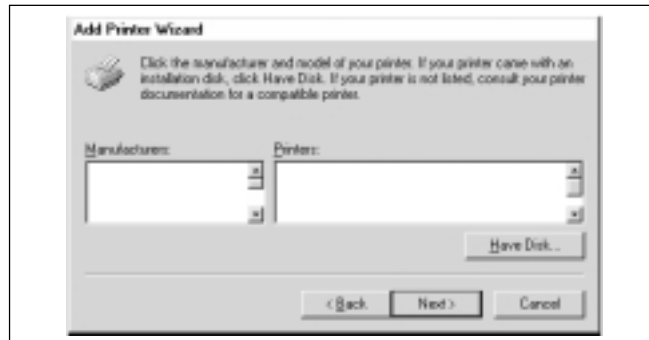 Add Printer Wizard
Click the manufacturer and model of your printer. If your printer came with an
installation disk, click Have Disk. If your printer is not listed, consult your printer
documentation for a compatible printer.
Manufacturers: Printers:
Have Disk...
< Back Next > Cancel